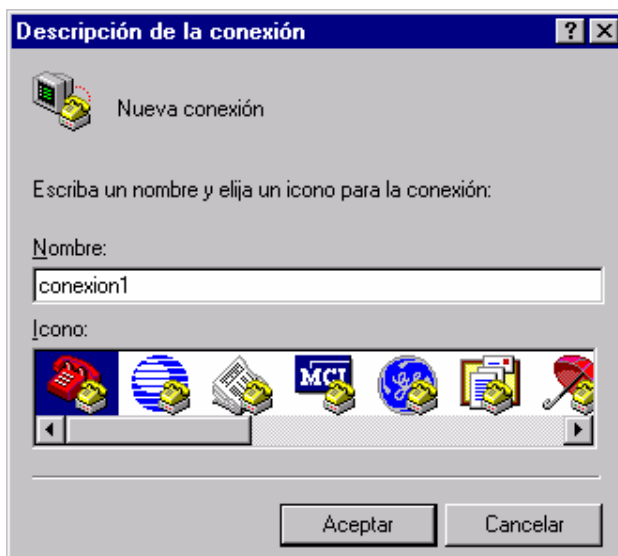 Descripción de la conexión
Nueva conexión
Escriba un nombre y elija un icono para la conexión:
Nombre:
conexion1
Icono:
MCI
Aceptar
Cancelar